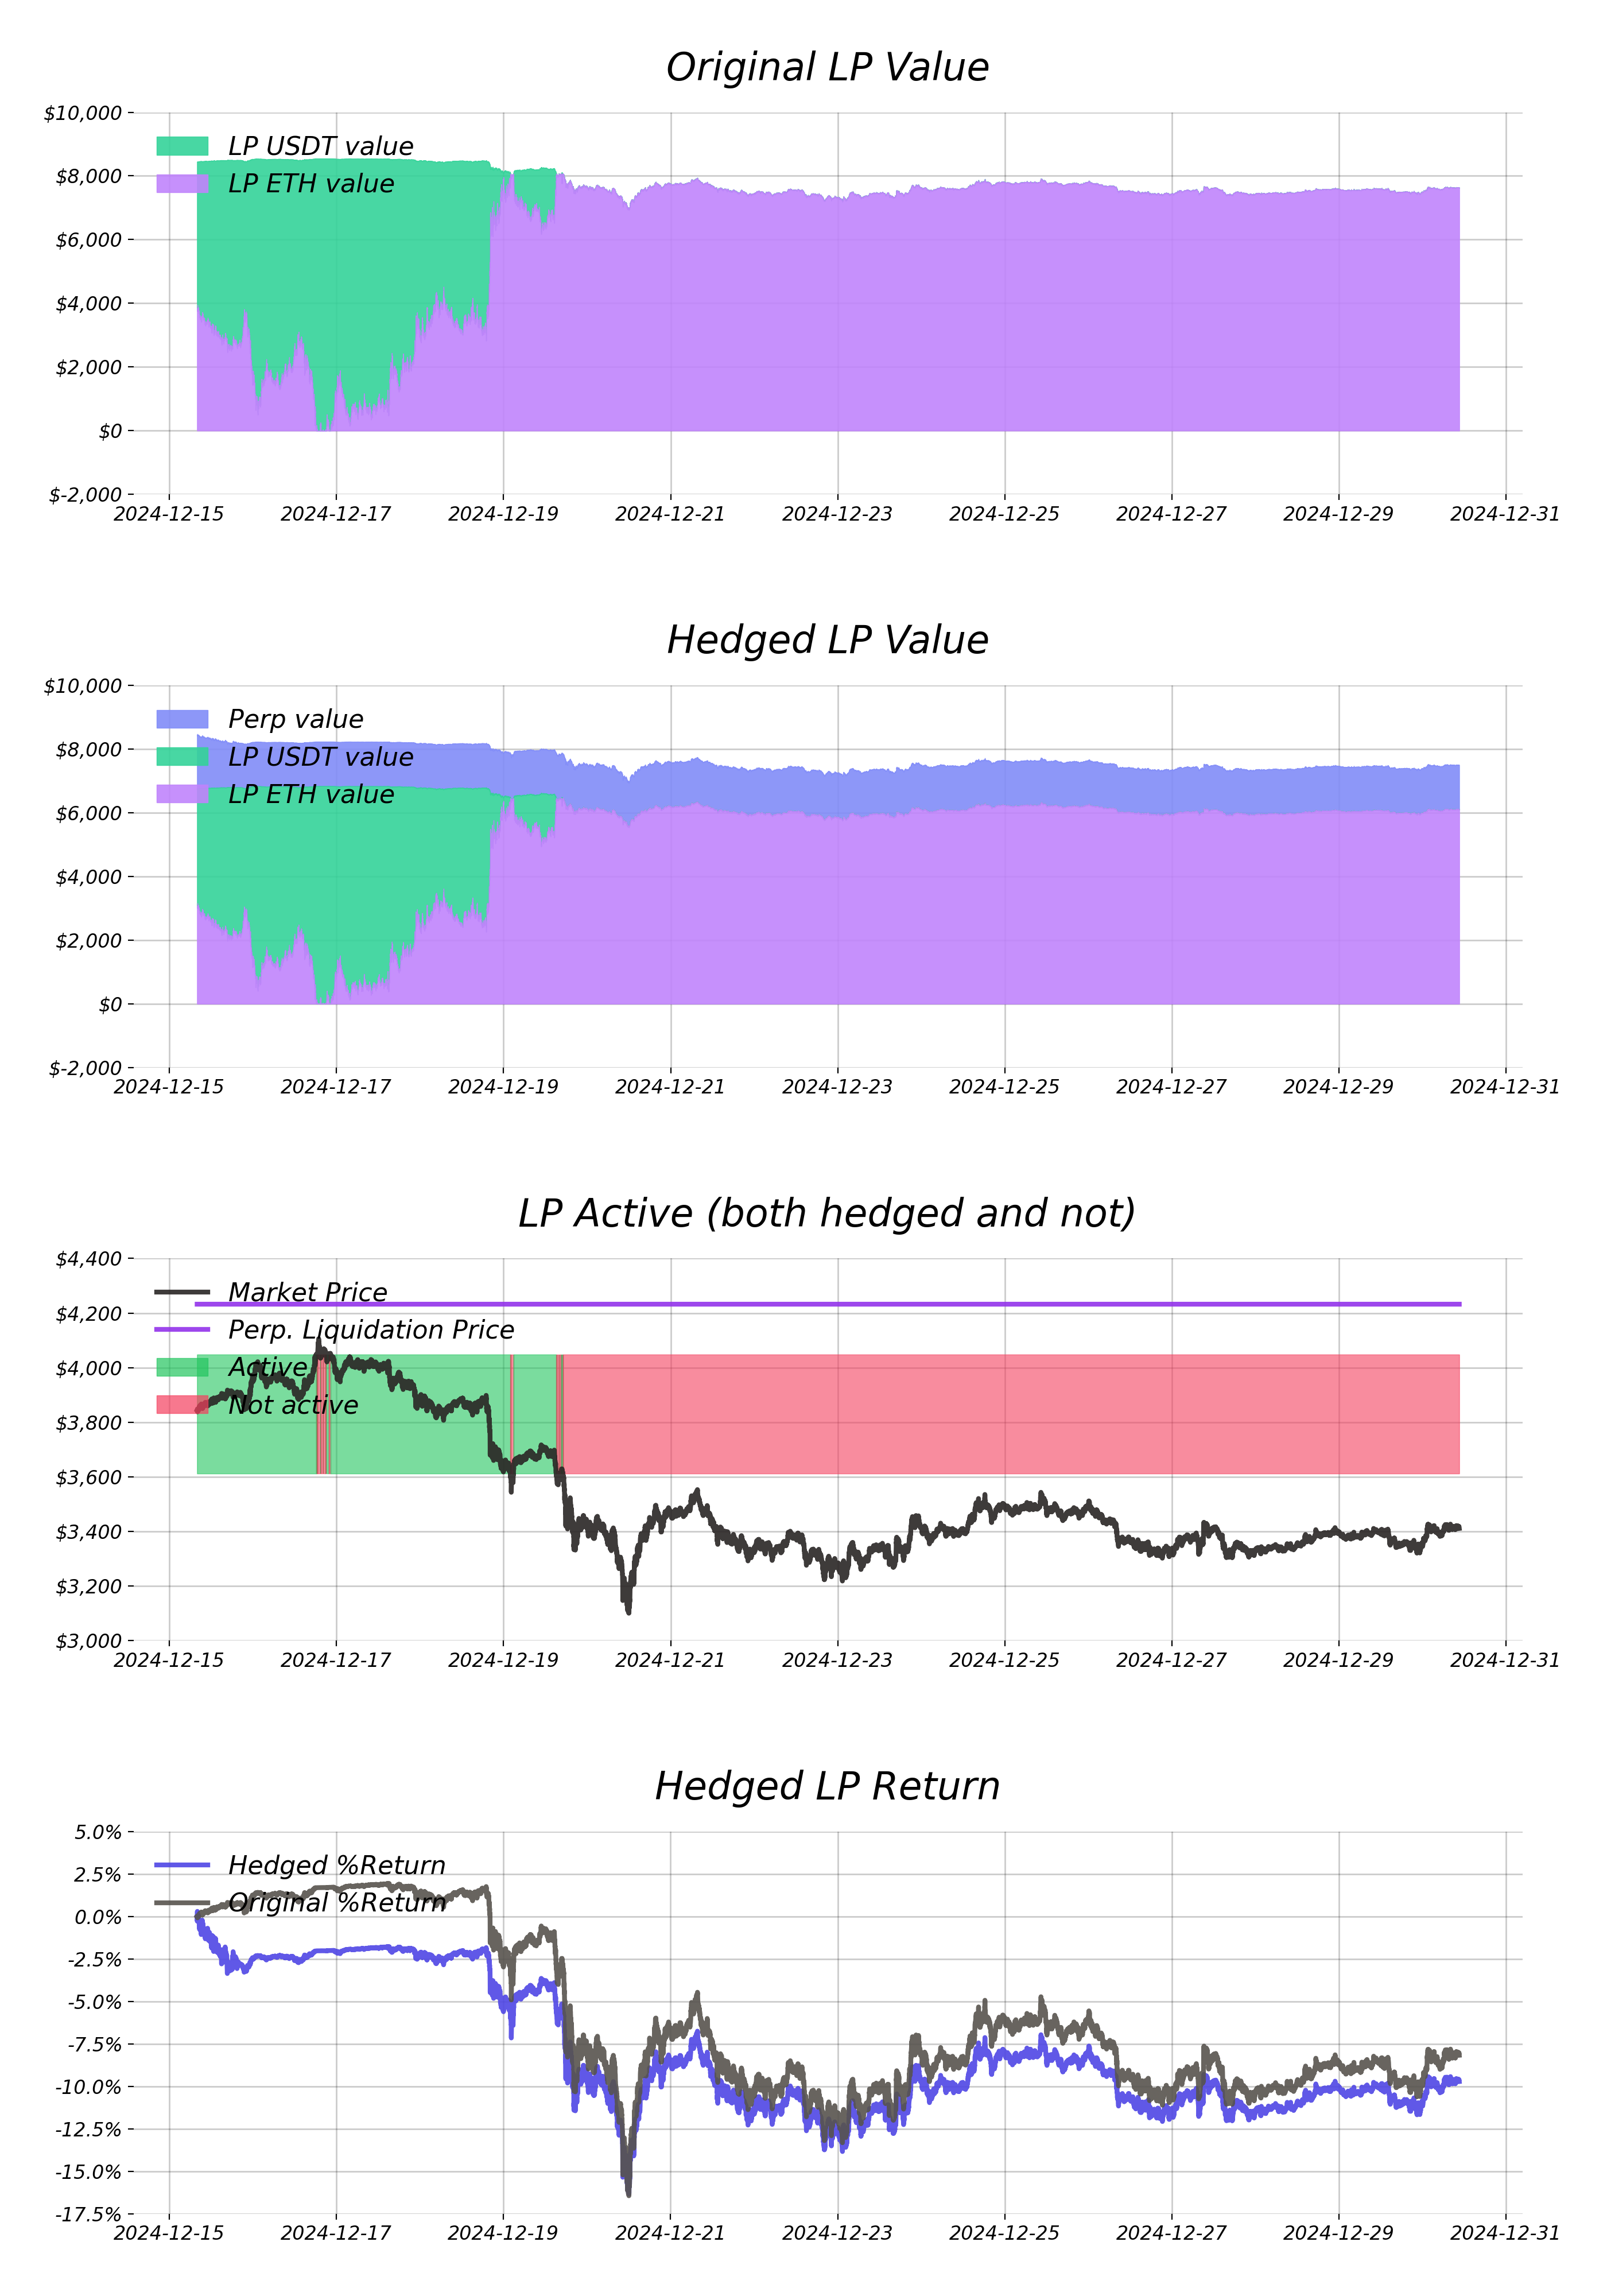 Original LP Value
$10,000
$8,000
$6,000
$4,000
$2,000
$0
$-2,000
LP USDT value
LP ETH value
2024-12-15 2024-12-17 2024-12-19 2024-12-21 2024-12-23 2024-12-25 2024-12-27 2024-12-29 2024-12-31
Hedged LP Value
$10,000
$8,000
$6,000
$4,000
$2,000
$0
$-2,000
Perp value
LP USDT value
LP ETH value
2024-12-15 2024-12-17 2024-12-19 2024-12-21 2024-12-23 2024-12-25 2024-12-27 2024-12-29 2024-12-31
LP Active (both hedged and not)
$4,400
$4,200
$4,000
$3,800
$3,600
$3,400
$3,200
$3,000
Market Price
Perp. Liquidation Price
Active
Not active
2024-12-15 2024-12-17 2024-12-19 2024-12-21 2024-12-23 2024-12-25 2024-12-27 2024-12-29 2024-12-31
Hedged LP Return
5.0%
2.5%
0.0%
-2.5%
-5.0%
-7.5%
-10.0%
-12.5%
-15.0%
-17.5%
Hedged %Return
Original %Return
2024-12-15 2024-12-17 2024-12-19 2024-12-21 2024-12-23 2024-12-25 2024-12-27 2024-12-29 2024-12-31